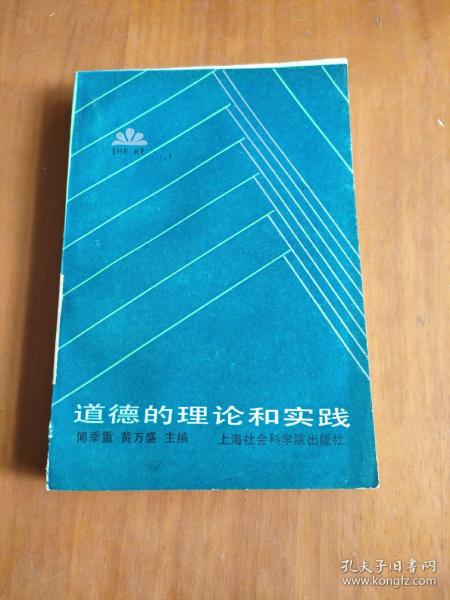 SHE KE
道德的理论和实践
傅季重 黄万盛 主编 上海社会科学院出版社
孔夫子旧书网
www.kongfz.com